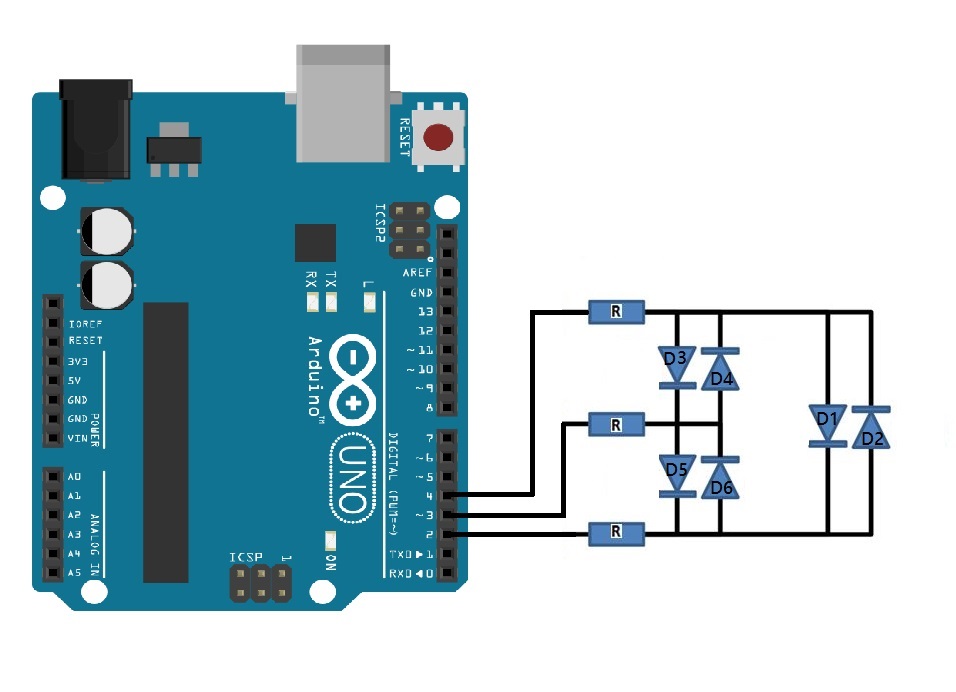 RESET
ICSP2
AREF
GND
13
12
~11
~10
~9
8
7
~6
~5
4
~3
2
TX0▶1
RX0◀0
RX
TX
L
Arduino™
UNO
DIGITAL (PWM=~)
IOREF
RESET
3V3
5V
GND
GND
VIN
POWER
A0
A1
A2
A3
A4
A5
ANALOG IN
ICSP
1
ON
R
R
R
D3
D4
D5
D6
D1
D2